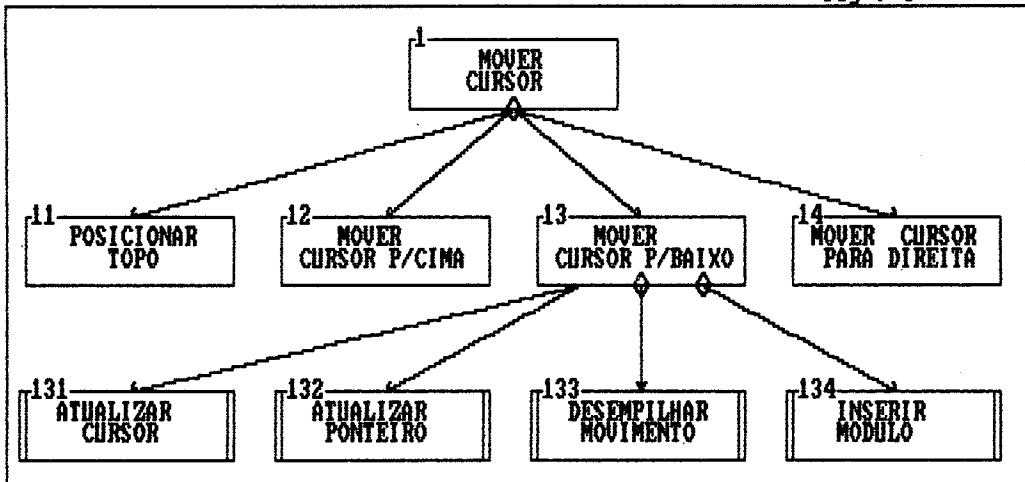 1
MOVER
CURSOR
11
POSICIONAR
TOPO
12
MOVER
CURSOR P/CIMA
13
MOVER
CURSOR P/BAIXO
14
MOVER CURSOR
PARA DIREITA
131
ATUALIZAR
CURSOR
132
ATUALIZAR
PONTEIRO
133
DESEMPILHAR
MOVIMENTO
134
INSERIR
MODULO